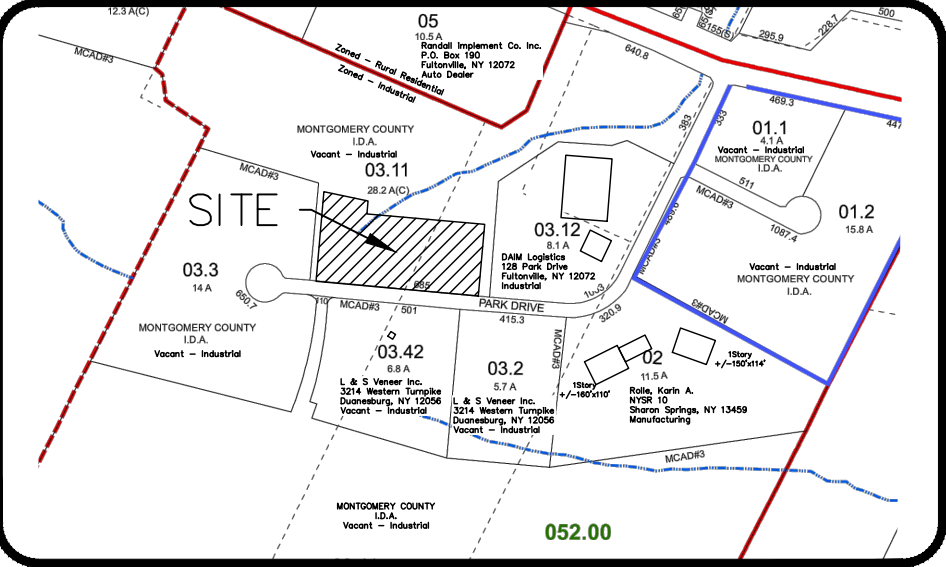 12.3 A(C)
MCAD#3
05
10.5 A
Randall Implement Co. Inc.
P.O. Box 190
Fultonville, NY 12072
Auto Dealer
Zoned - Rural Residential
Zoned - Industrial
640.8
155(S)
295.9
228.7
500
469.3
447
333
383
01.1
4.1 A
Vacant - Industrial
MONTGOMERY COUNTY
I.D.A.
511
MCAD#3
1087.4
01.2
15.8 A
Vacant - Industrial
MONTGOMERY COUNTY
I.D.A.
MONTGOMERY COUNTY
I.D.A.
Vacant - Industrial
03.11
28.2 A(C)
MCAD#3
SITE
03.12
8.1 A
DAIM Logistics
128 Park Drive
Fultonville, NY 12072
Industrial
MCAD#3
MCAD#3
03.3
14 A
650.7
110
MCAD#3
685
501
PARK DRIVE
415.3
320.9
MONTGOMERY COUNTY
I.D.A.
Vacant - Industrial
03.42
6.8 A
L & S Veneer Inc.
3214 Western Turnpike
Duanesburg, NY 12056
Vacant - Industrial
03.2
5.7 A
L & S Veneer Inc.
3214 Western Turnpike
Duanesburg, NY 12056
Vacant - Industrial
MCAD#3
1Story
+/-160'x110'
02
11.5 A
1Story
+/-150'x114'
Rolle, Karin A.
NYSR 10
Sharon Springs, NY 13459
Manufacturing
MCAD#3
MONTGOMERY COUNTY
I.D.A.
Vacant - Industrial
052.00